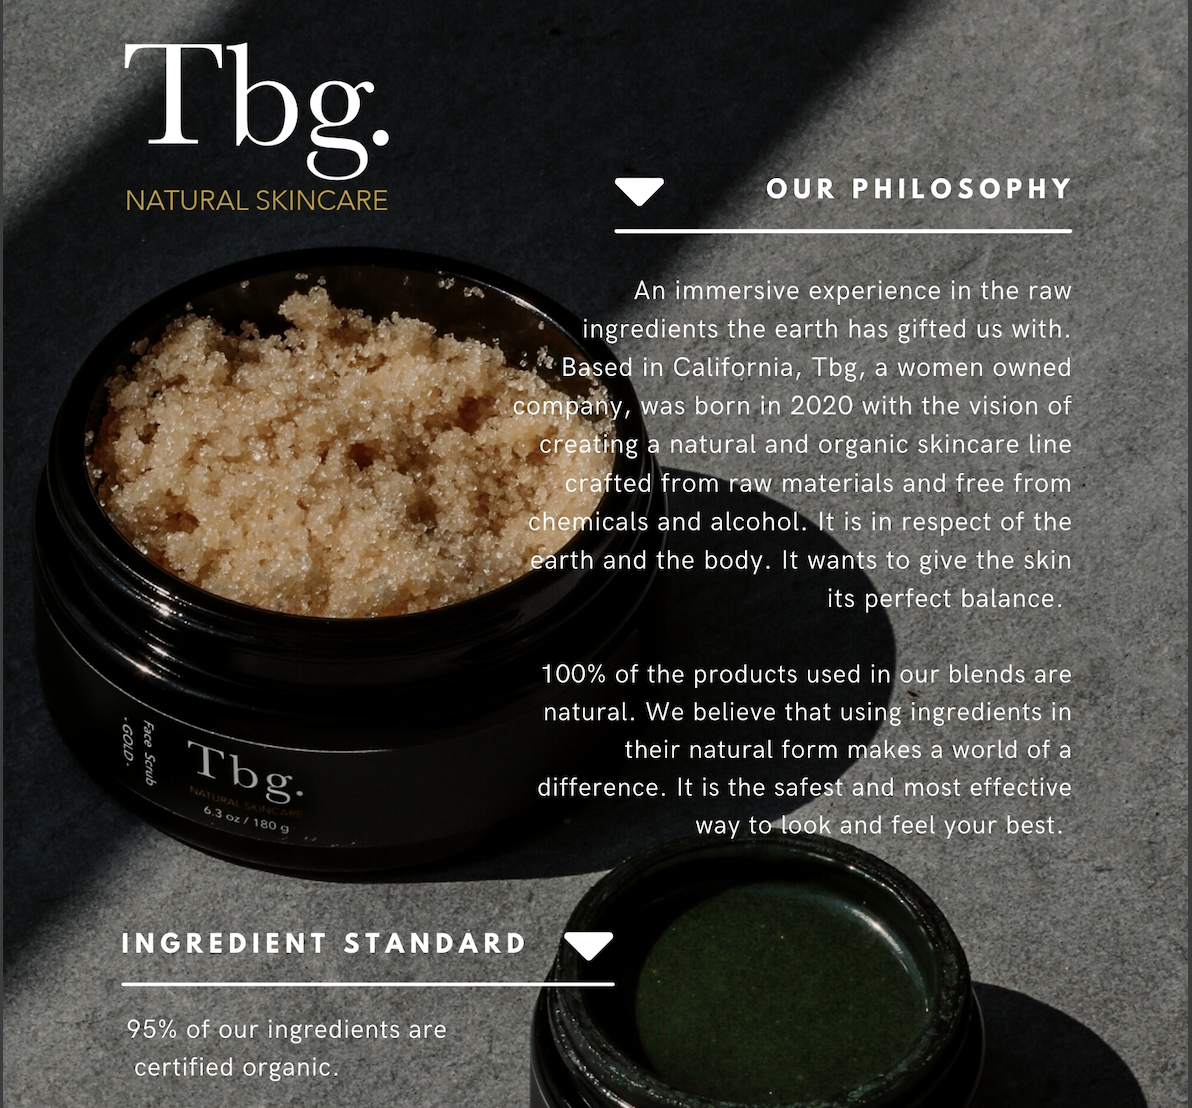 Tbg.
NATURAL SKINCARE
OUR PHILOSOPHY
An immersive experience in the raw
ingredients the earth has gifted us with.
Based in California, Tbg, a women owned
company, was born in 2020 with the vision of
creating a natural and organic skincare line
crafted from raw materials and free from
chemicals and alcohol. It is in respect of the
earth and the body. It wants to give the skin
its perfect balance.
100% of the products used in our blends are
natural. We believe that using ingredients in
their natural form makes a world of a
difference. It is the safest and most effective
way to look and feel your best.
Face Scrub
· GOLD ·
Tbg.
NATURAL SKINCARE
6.3 oz / 180 g
INGREDIENT STANDARD
95% of our ingredients are
certified organic.